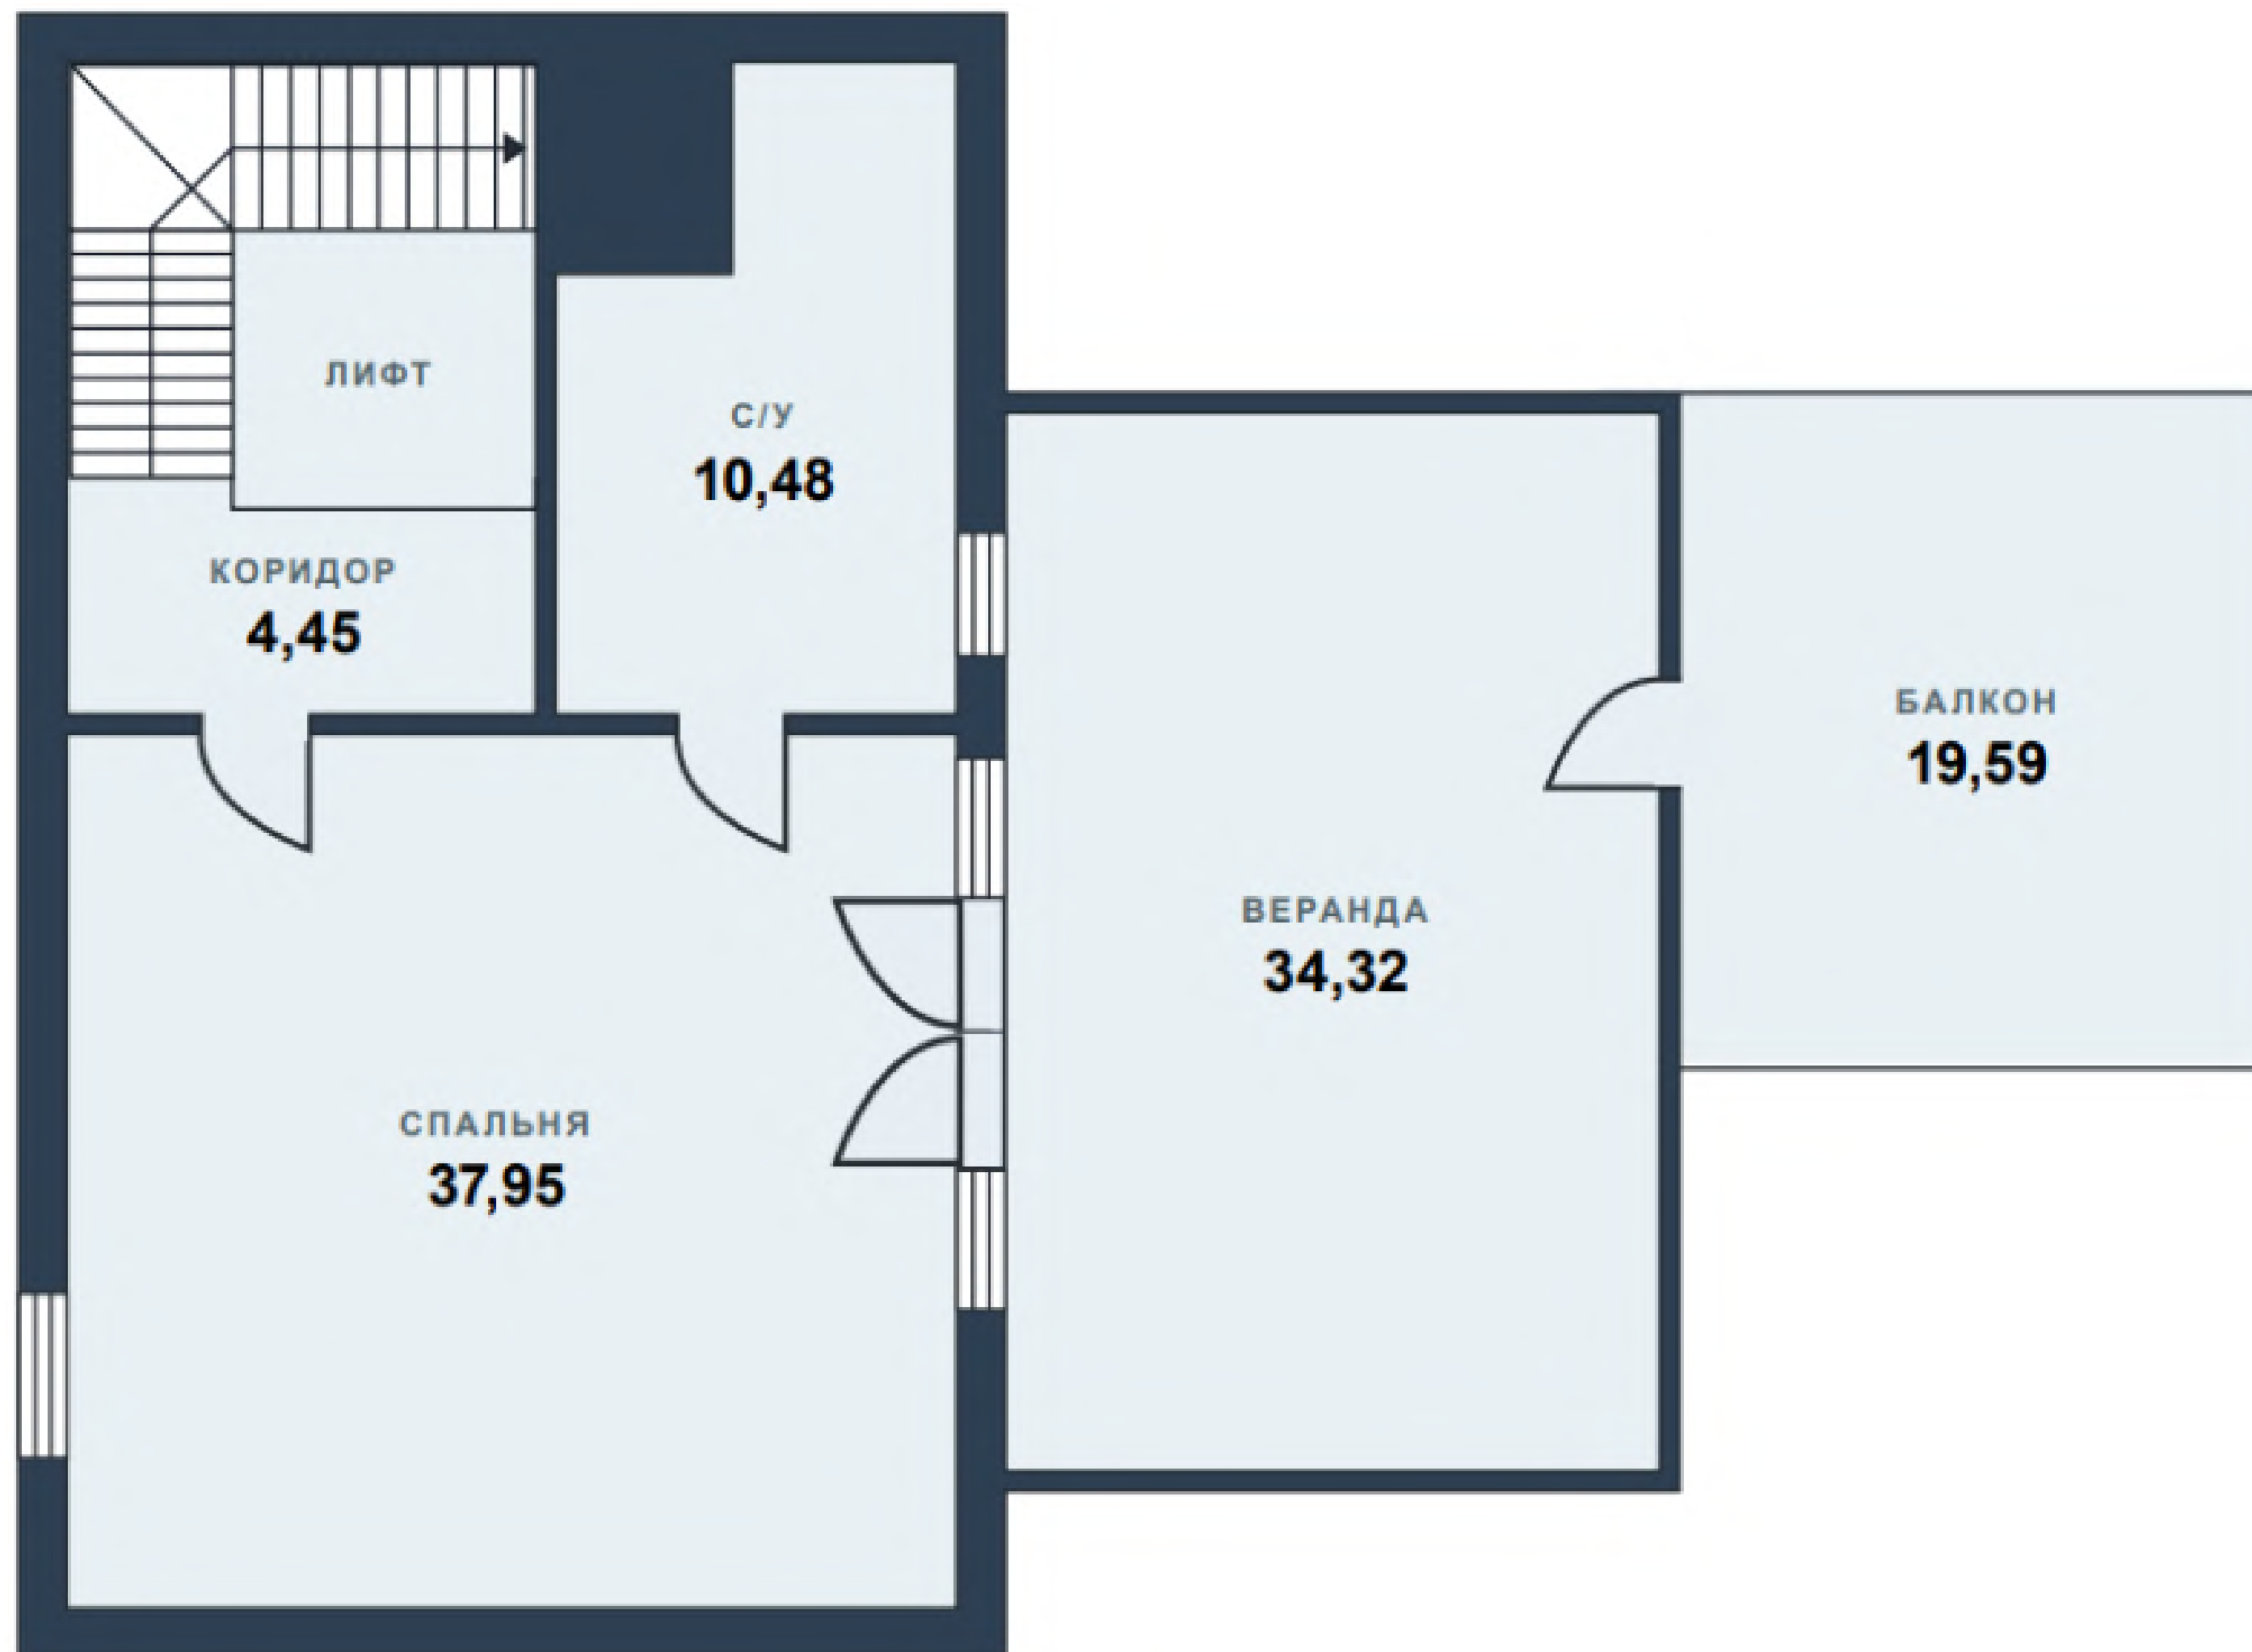 ЛИФТ
С/У
10,48
КОРИДОР
4,45
БАЛКОН
19,59
ВЕРАНДА
34,32
СПАЛЬНЯ
37,95